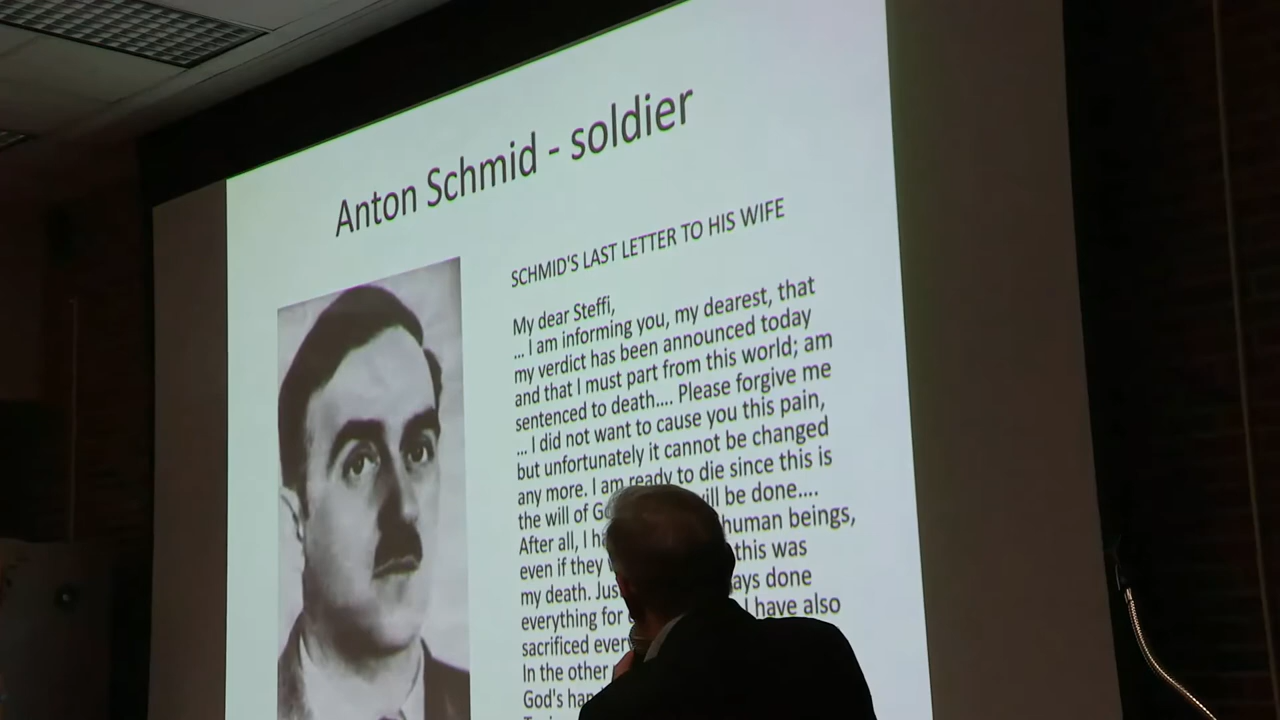 Anton Schmid - soldier
SCHMID'S LAST LETTER TO HIS WIFE
My dear Steffi,
... I am informing you, my dearest, that
my verdict has been announced today
and that I must part from this world; am
sentenced to death.... Please forgive me
... I did not want to cause you this pain,
but unfortunately it cannot be changed
any more. I am ready to die since this is
the will of ill be done....
After all, I human beings,
even if they this was
my death. done
everything for I have also
sacrificed
In the other
God's